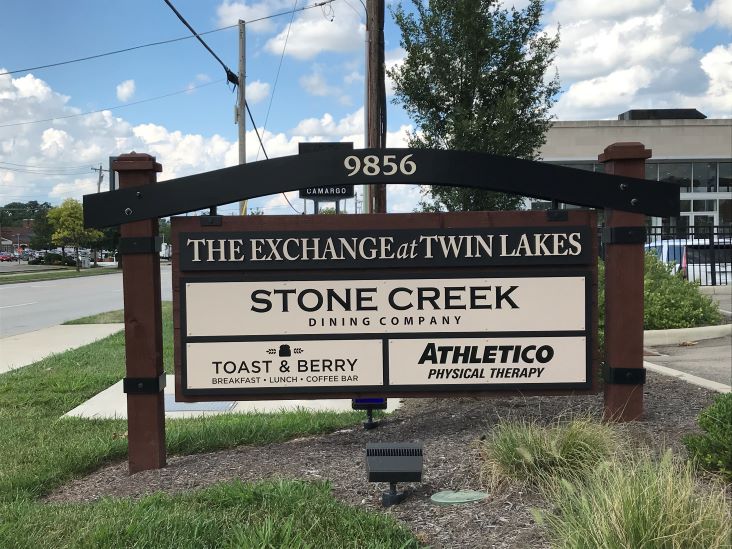 9856
CAMARGO
THE EXCHANGE at TWIN LAKES
STONE CREEK
DINING COMPANY
TOAST & BERRY
BREAKFAST • LUNCH • COFFEE BAR
ATHLETICO
PHYSICAL THERAPY